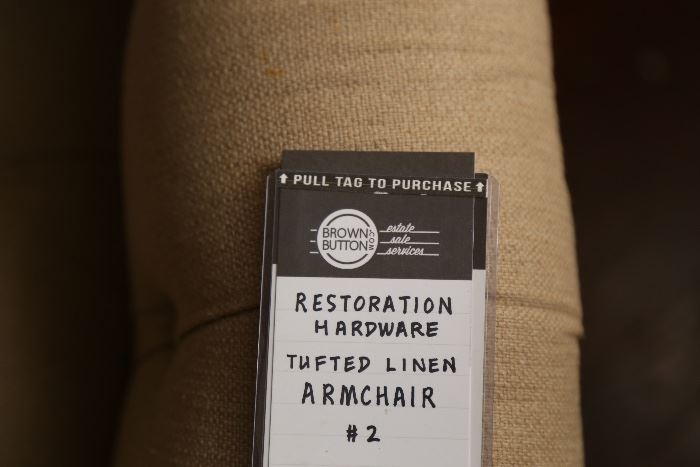 PULL TAG TO PURCHASE
BROWN
BUTTON
.COM
estate
sale
services
RESTORATION
HARDWARE
TUFTED LINEN
ARMCHAIR
#2